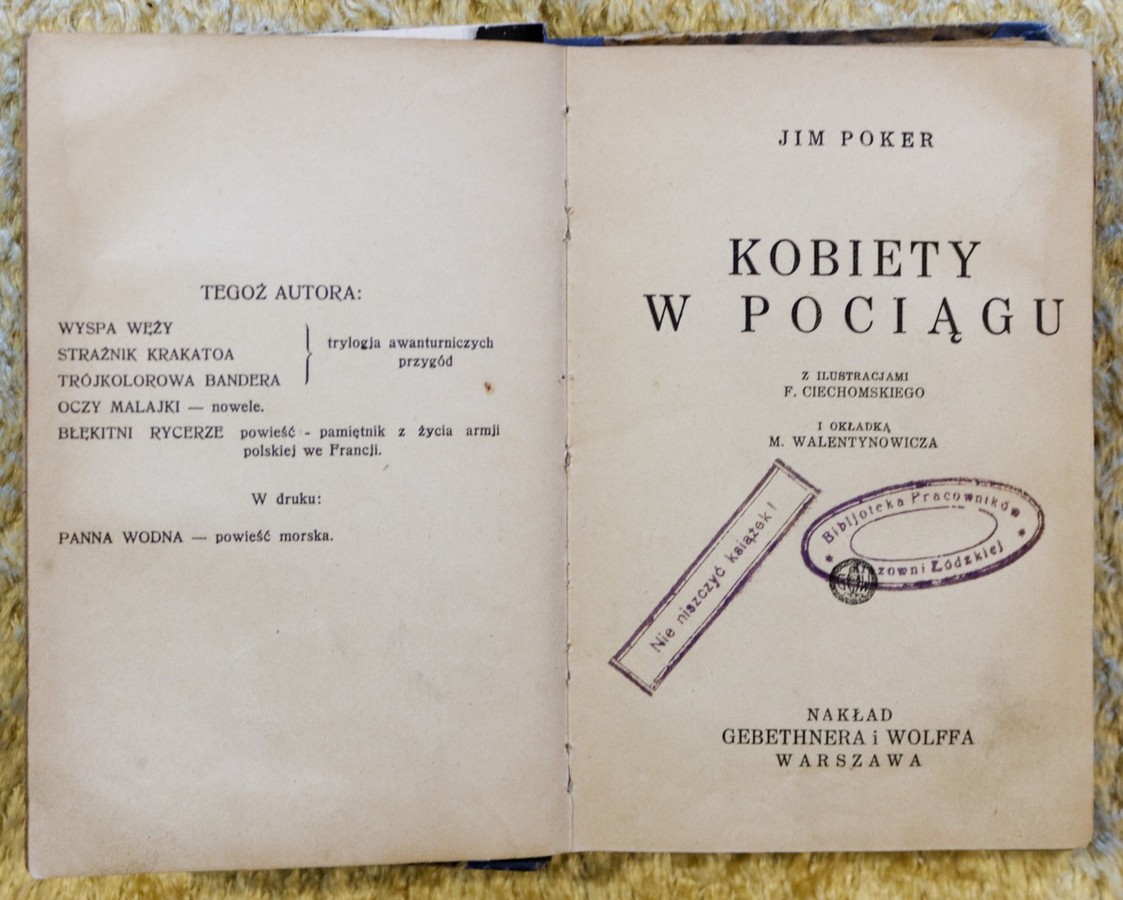 TEGOŻ AUTORA:
WYSPA WĘŻY
STRAŻNIK KRAKATOA
TRÓJKOLOROWA BANDERA
trylogja awanturniczych
przygód
OCZY MALAJKI — nowele.
BŁĘKITNI RYCERZE powieść - pamiętnik z życia armji
polskiej we Francji.
W druku:
PANNA WODNA — powieść morska.
JIM POKER
KOBIETY
W POCIĄGU
Z ILUSTRACJAMI
F. CIECHOMSKIEGO
I OKŁADKĄ
M. WALENTYNOWICZA
Nie niszczyć książek!
Bibljoteka Pracowników
Łódzkiej
NAKŁAD
GEBETHNERA i WOLFFA
WARSZAWA